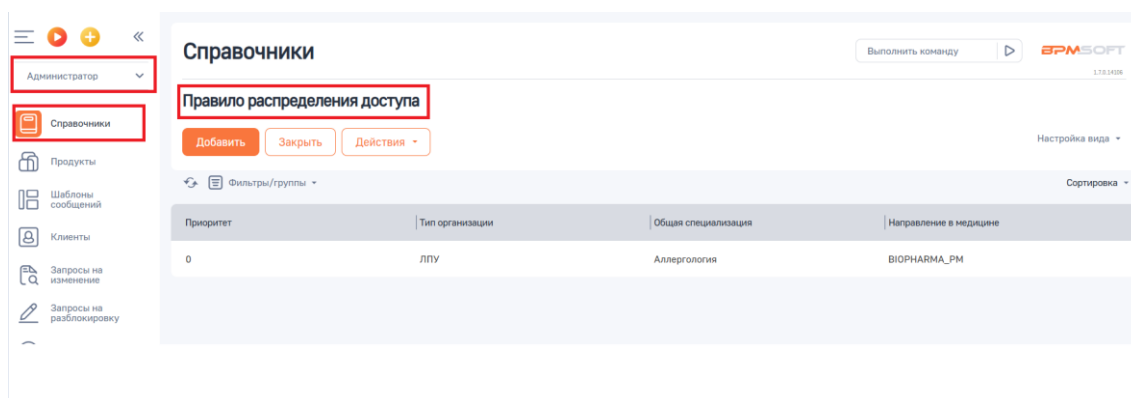 Справочники
Выполнить команду
BPMSOFT
1.7.0.14106
Администратор
Правило распределения доступа
Справочники
Добавить
Закрыть
Действия
Настройка вида
Продукты
Фильтры/группы
Сортировка
Шаблоны
сообщений
Приоритет
Тип организации
Общая специализация
Направление в медицине
Клиенты
0
ЛПУ
Аллергология
BIOPHARMA_PM
Запросы на
изменение
Запросы на
разблокировку